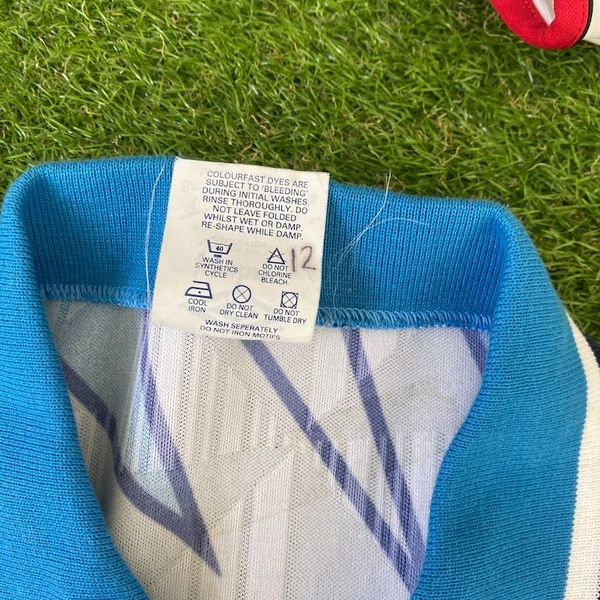 COLOURFAST DYES ARE
SUBJECT TO 'BLEEDING'
DURING INITIAL WASHES.
RINSE THOROUGHLY. DO
NOT LEAVE FOLDED
WHILST WET OR DAMP.
RE-SHAPE WHILE DAMP.
40
WASH IN
SYNTHETICS
CYCLE
DO NOT
CHLORINE
BLEACH
12
COOL
IRON
DO NOT
DRY CLEAN
DO NOT
TUMBLE DRY
WASH SEPERATELY
DO NOT IRON MOTIFS